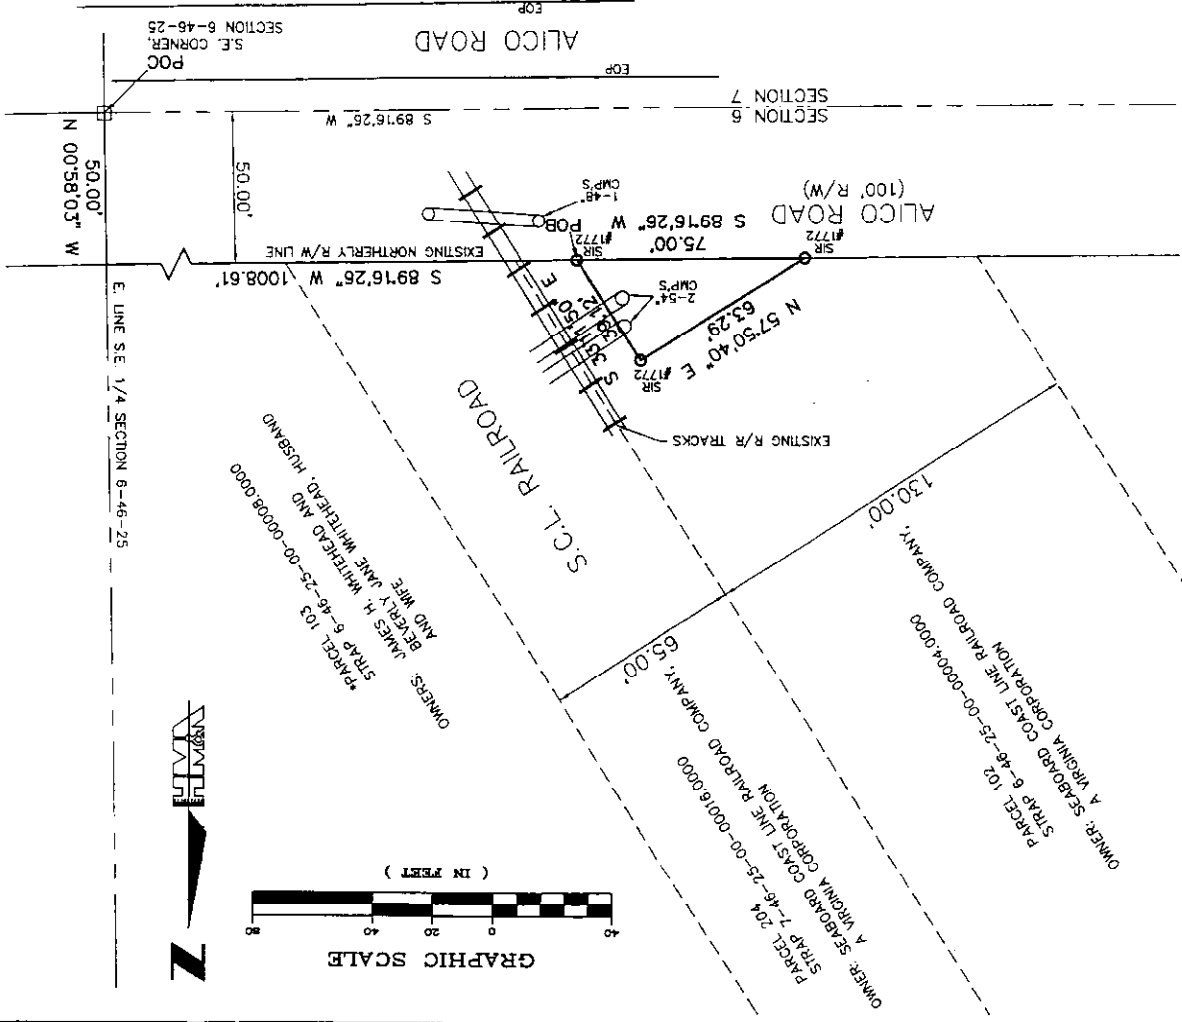 GRAPHIC SCALE
40
0
20
40
80
( IN FEET )
Z
HMA
PARCEL 204
STRAP 7-46-25-00-00016.0000
OWNER: SEABOARD COAST LINE RAILROAD COMPANY,
A VIRGINIA CORPORATION
PARCEL 102
STRAP 6-46-25-00-00004.0000
OWNER: SEABOARD COAST LINE RAILROAD COMPANY,
A VIRGINIA CORPORATION
65.00'
130.00'
*PARCEL 103
STRAP 6-46-25-00-00008.0000
OWNERS: JAMES H. WHITEHEAD AND
BEVERLY JANE WHITEHEAD, HUSBAND
AND WIFE
S.C.L. RAILROAD
EXISTING R/R TRACKS
E. LINE S.E. 1/4 SECTION 6-46-25
SIR
#1772
N 57°50'40" E
63.29'
S 33°11'50" E
39.12'
2-54"
CMP'S
S 89°16'26" W 1008.61'
EXISTING NORTHERLY R/W LINE
SIR
#1772
SIR
#1772
75.00'
S 89°16'26" W
POB
1-48"
CMP'S
ALICO ROAD
(100' R/W)
50.00'
50.00'
N 00°58'03" W
S 89°16'26" W
SECTION 6
SECTION 7
POC
S.E. CORNER,
SECTION 6-46-25
EOP
ALICO ROAD
EOP